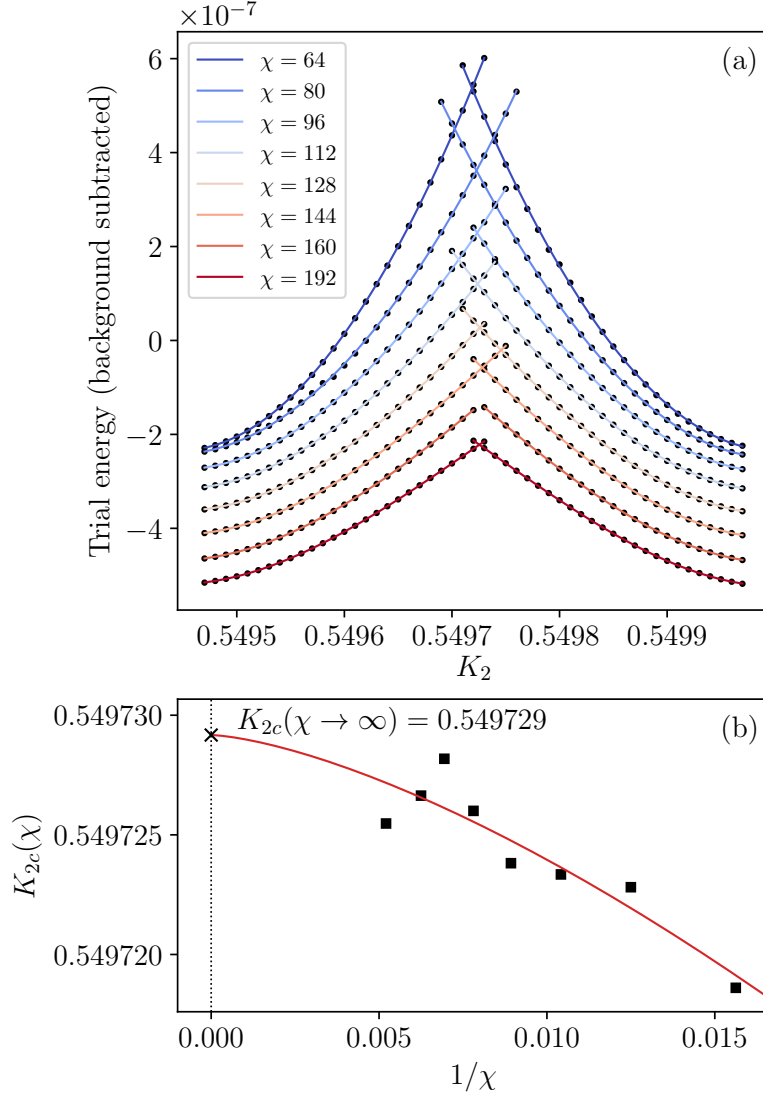 ×10⁻⁷
(a)
Trial energy (background subtracted)
6
4
2
0
−2
−4
χ = 64
χ = 80
χ = 96
χ = 112
χ = 128
χ = 144
χ = 160
χ = 192
0.5495 0.5496 0.5497 0.5498 0.5499
K₂
(b)
K₂c(χ → ∞) = 0.549729
K₂c(χ)
0.549730
0.549725
0.549720
0.000 0.005 0.010 0.015
1/χ